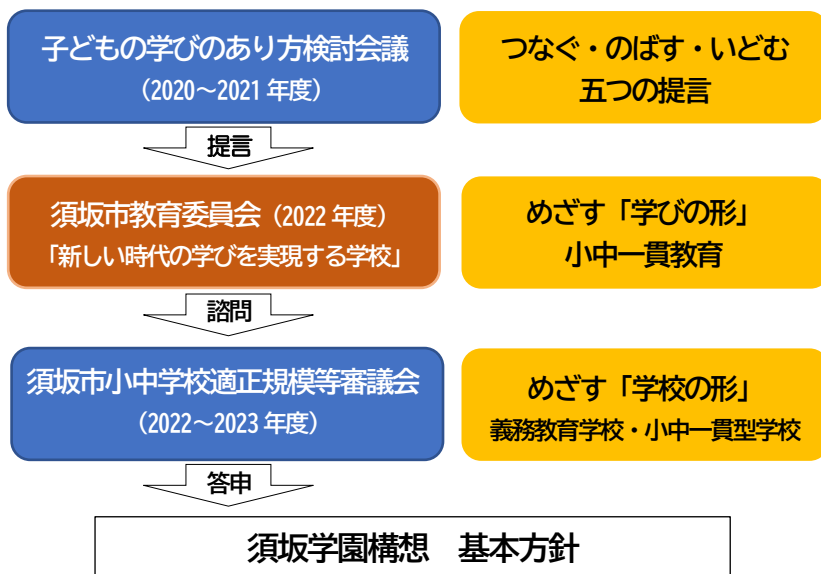 子どもの学びのあり方検討会議
（2020～2021 年度）
つなぐ・のばす・いどむ
五つの提言
提言
須坂市教育委員会（2022 年度）
「新しい時代の学びを実現する学校」
めざす「学びの形」
小中一貫教育
諮問
須坂市小中学校適正規模等審議会
（2022～2023 年度）
めざす「学校の形」
義務教育学校・小中一貫型学校
答申
須坂学園構想　基本方針